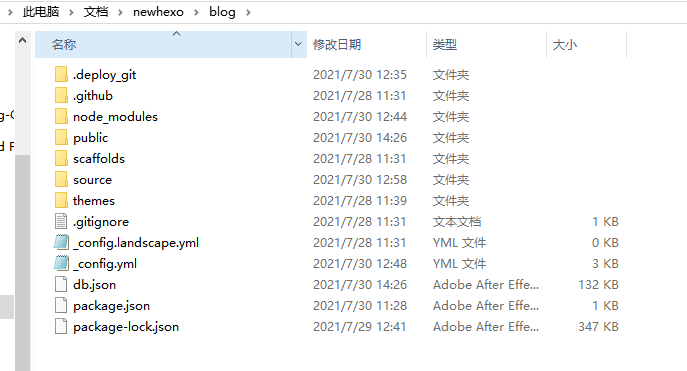 此电脑 > 文档 > newhexo > blog >
名称 修改日期 类型 大小
.deploy_git 2021/7/30 12:35 文件夹
.github 2021/7/28 11:31 文件夹
node_modules 2021/7/30 12:44 文件夹
public 2021/7/30 14:26 文件夹
scaffolds 2021/7/28 11:31 文件夹
source 2021/7/30 12:58 文件夹
themes 2021/7/28 11:39 文件夹
.gitignore 2021/7/28 11:31 文本文档 1 KB
_config.landscape.yml 2021/7/28 11:31 YML 文件 0 KB
_config.yml 2021/7/30 12:48 YML 文件 3 KB
db.json 2021/7/30 14:26 Adobe After Effe... 132 KB
package.json 2021/7/30 11:28 Adobe After Effe... 1 KB
package-lock.json 2021/7/29 12:41 Adobe After Effe... 347 KB